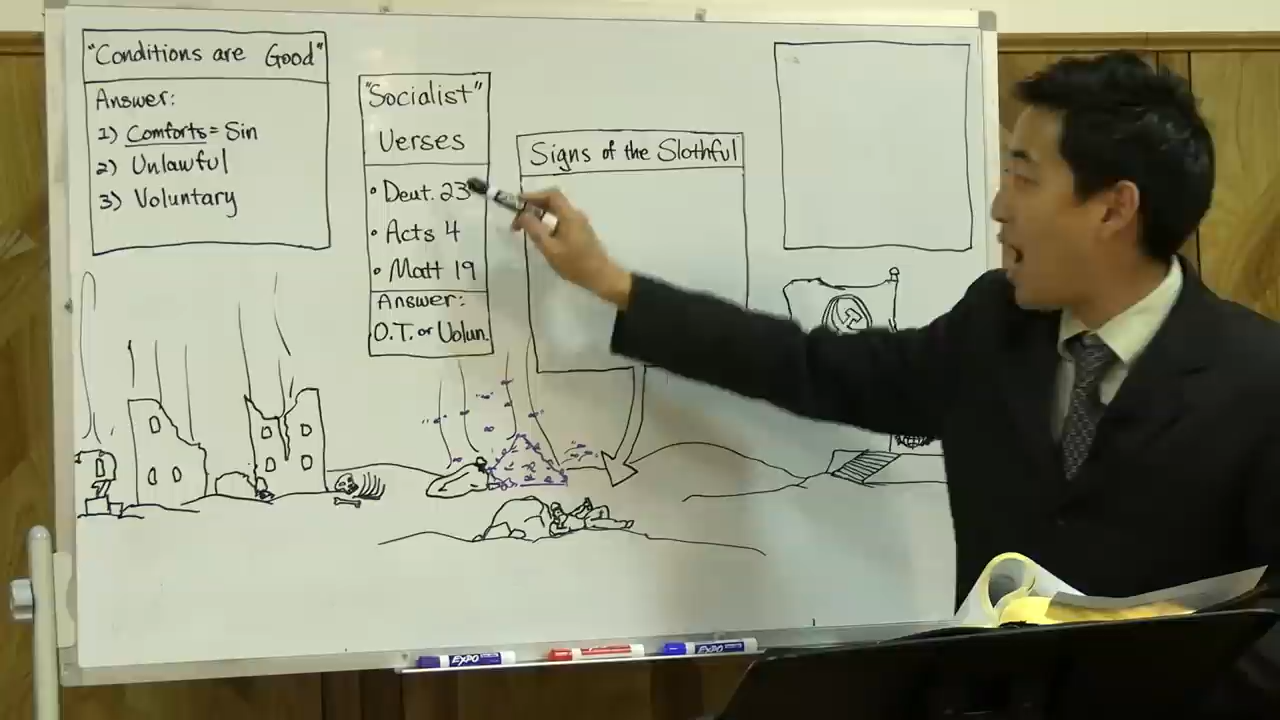 "Conditions are Good"
Answer:
1) Comforts = Sin
2) Unlawful
3) Voluntary
"Socialist"
Verses
• Deut. 23
• Acts 4
• Matt 19
Answer:
O.T. or Volun.
Signs of the Slothful
EXPO
EXPO